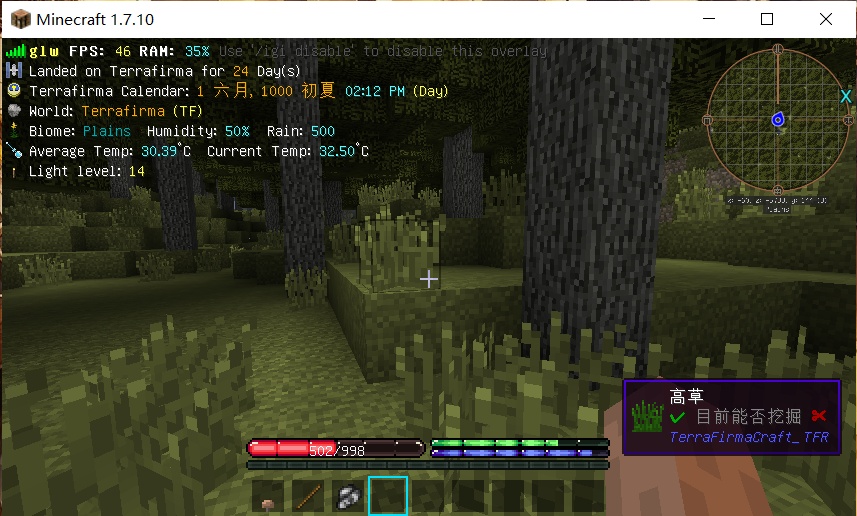 Minecraft 1.7.10
glw FPS: 46 RAM: 35% Use '/igi disable' to disable this overlay
Landed on Terrafirma for 24 Day(s)
Terrafirma Calendar: 1 六月, 1000 初夏 02:12 PM (Day)
World: Terrafirma (TF)
Biome: Plains Humidity: 50% Rain: 500
Average Temp: 30.39°C Current Temp: 32.50°C
Light level: 14
X
Plains
高草
目前能否挖掘
TerraFirmaCraft_TFR
502/998